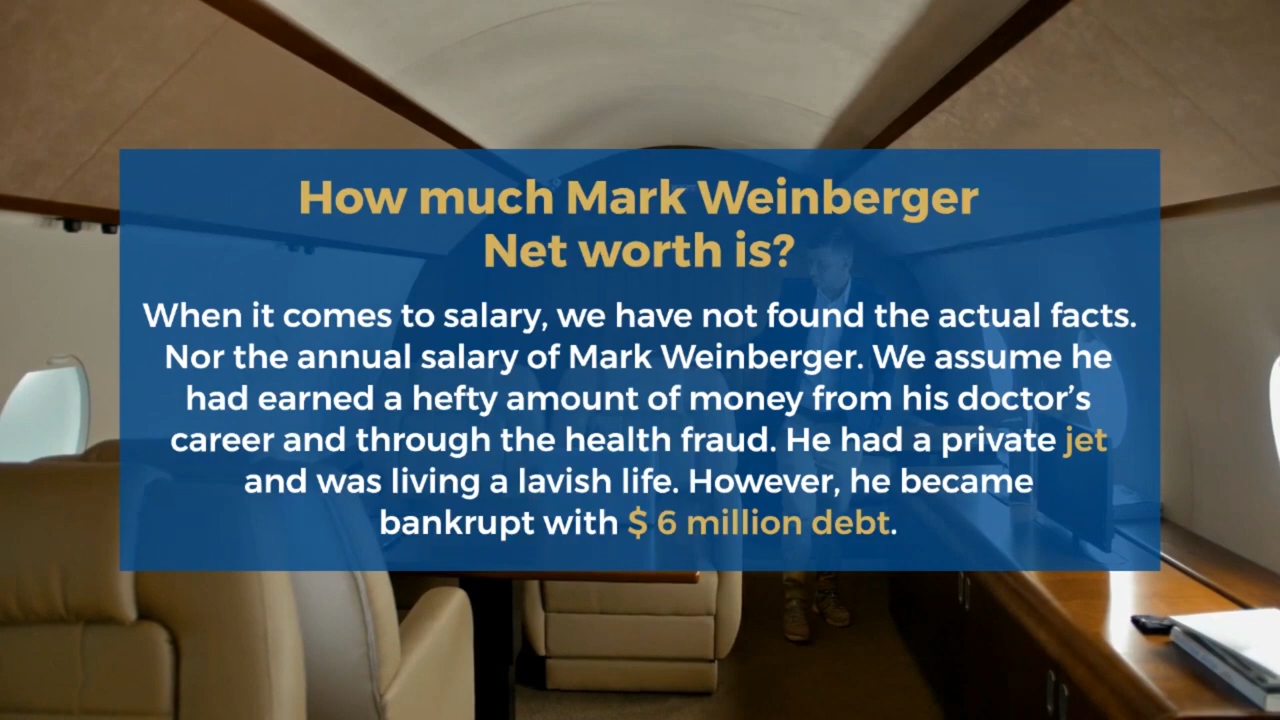 How much Mark Weinberger
Net worth is?
When it comes to salary, we have not found the actual facts.
Nor the annual salary of Mark Weinberger. We assume he
had earned a hefty amount of money from his doctor’s
career and through the health fraud. He had a private jet
and was living a lavish life. However, he became
bankrupt with $ 6 million debt.